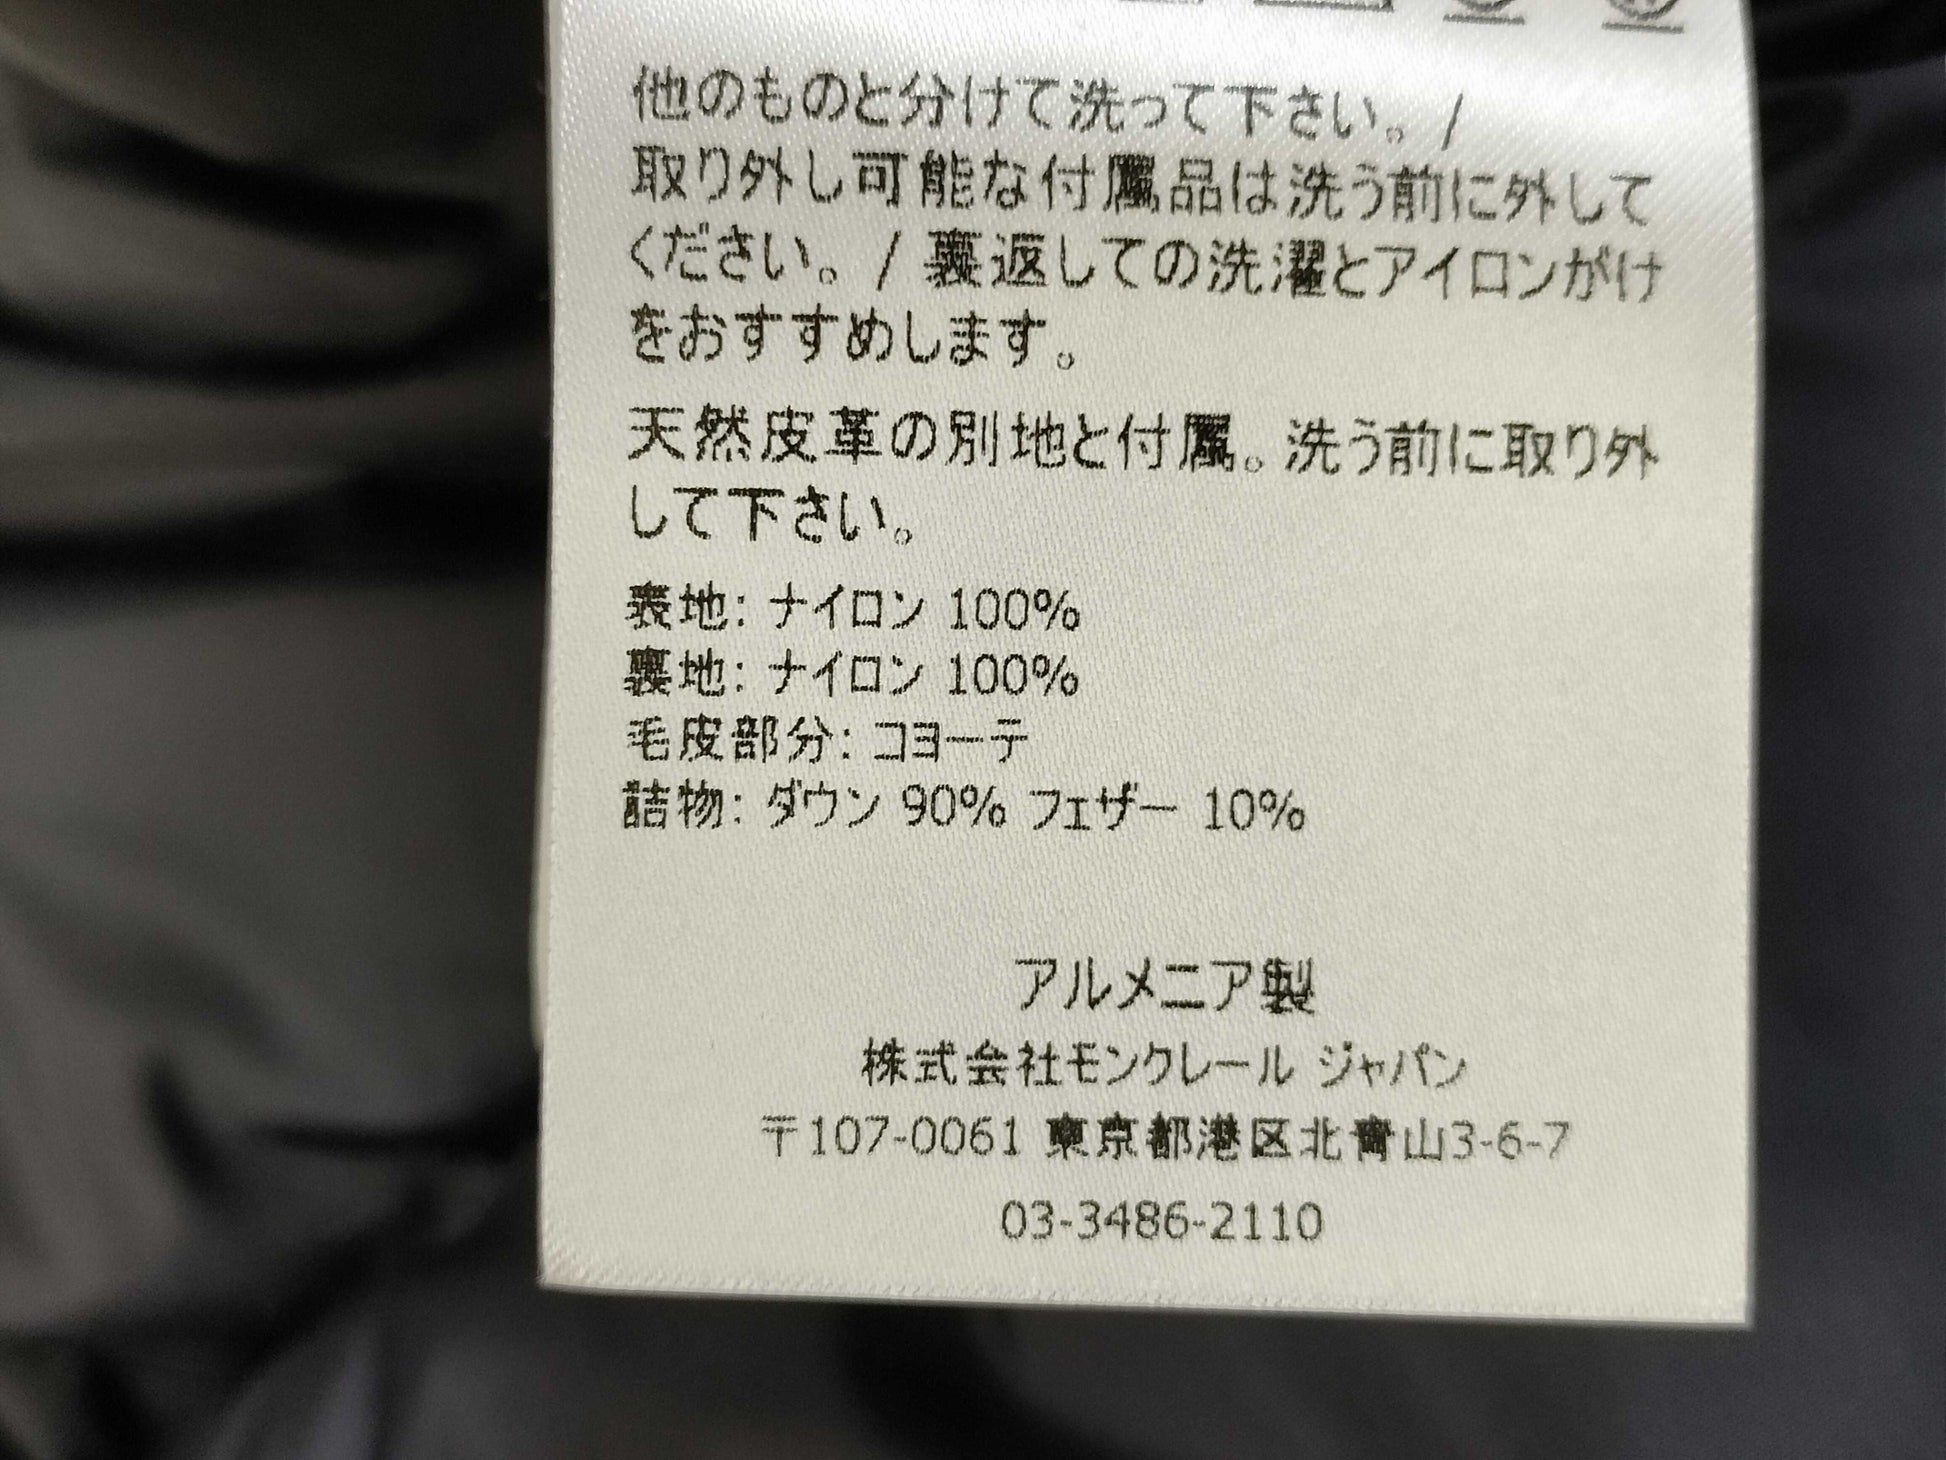 他のものと分けて洗って下さい。 /
取り外し可能な付属品は洗う前に外して
ください。 / 裏返しての洗濯とアイロンがけ
をおすすめします。
天然皮革の別地と付属。洗う前に取り外
して下さい。
表地: ナイロン 100%
裏地: ナイロン 100%
毛皮部分: コヨーテ
詰物: ダウン 90% フェザー 10%
アルメニア製
株式会社モンクレール ジャパン
〒107-0061 東京都港区北青山3-6-7
03-3486-2110